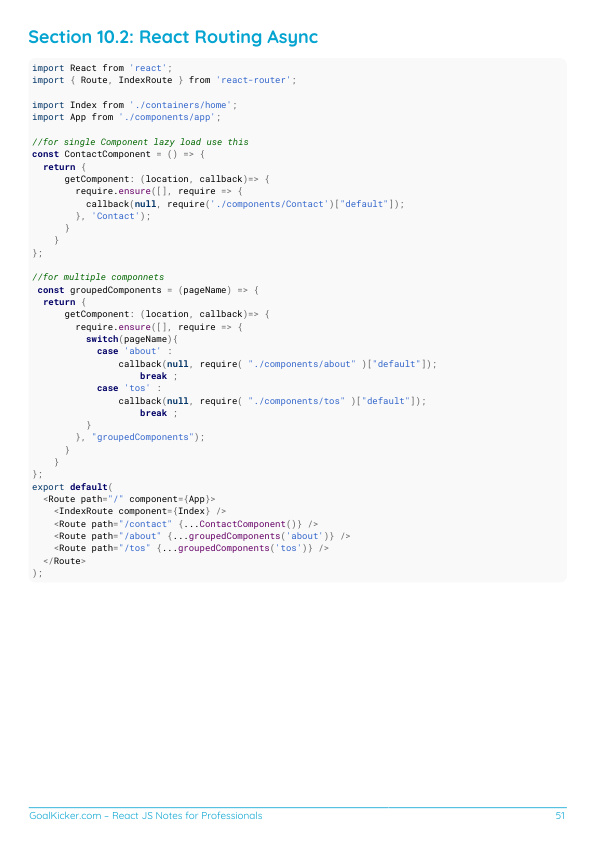 Section 10.2: React Routing Async
import React from 'react';
import { Route, IndexRoute } from 'react-router';

import Index from './containers/home';
import App from './components/app';

//for single Component lazy load use this
const ContactComponent = () => {
  return {
      getComponent: (location, callback)=> {
        require.ensure([], require => {
          callback(null, require('./components/Contact')["default"]);
        }, 'Contact');
      }
    }
};

//for multiple componnets
 const groupedComponents = (pageName) => {
  return {
      getComponent: (location, callback)=> {
        require.ensure([], require => {
          switch(pageName){
            case 'about' :
                callback(null, require( "./components/about" )["default"]);
                    break ;
            case 'tos' :
                callback(null, require( "./components/tos" )["default"]);
                    break ;
          }
        }, "groupedComponents");
      }
    }
};
export default(
  <Route path="/" component={App}>
    <IndexRoute component={Index} />
    <Route path="/contact" {...ContactComponent()} />
    <Route path="/about" {...groupedComponents('about')} />
    <Route path="/tos" {...groupedComponents('tos')} />
  </Route>
);
GoalKicker.com – React JS Notes for Professionals 51